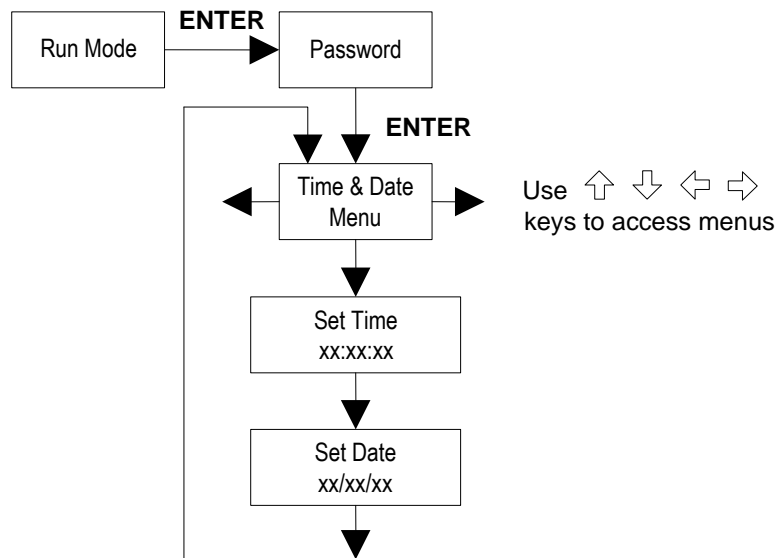 ENTER
Run Mode
Password
ENTER
Time & Date
Menu
Use
keys to access menus
Set Time
xx:xx:xx
Set Date
xx/xx/xx